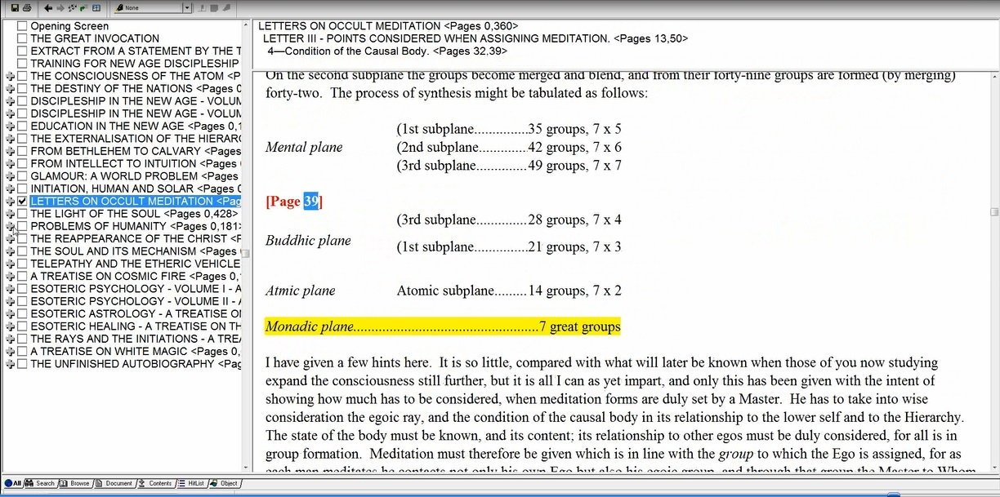 None
Opening Screen
THE GREAT INVOCATION
EXTRACT FROM A STATEMENT BY THE T
TRAINING FOR NEW AGE DISCIPLESHIP
THE CONSCIOUSNESS OF THE ATOM <P
THE DESTINY OF THE NATIONS <Pages 0
DISCIPLESHIP IN THE NEW AGE - VOLUM
DISCIPLESHIP IN THE NEW AGE - VOLUM
EDUCATION IN THE NEW AGE <Pages 0,1
THE EXTERNALISATION OF THE HIERARC
FROM BETHLEHEM TO CALVARY <Pages
FROM INTELLECT TO INTUITION <Pages 0
GLAMOUR: A WORLD PROBLEM <Pages
INITIATION, HUMAN AND SOLAR <Pages 0
LETTERS ON OCCULT MEDITATION <Pag
THE LIGHT OF THE SOUL <Pages 0,428>
PROBLEMS OF HUMANITY <Pages 0,181>
THE REAPPEARANCE OF THE CHRIST <P
THE SOUL AND ITS MECHANISM <Pages
TELEPATHY AND THE ETHERIC VEHICLE
A TREATISE ON COSMIC FIRE <Pages 0,
ESOTERIC PSYCHOLOGY - VOLUME I - A
ESOTERIC PSYCHOLOGY - VOLUME II - A
ESOTERIC ASTROLOGY - A TREATISE ON
ESOTERIC HEALING - A TREATISE ON TH
THE RAYS AND THE INITIATIONS - A TREA
A TREATISE ON WHITE MAGIC <Pages 0,
THE UNFINISHED AUTOBIOGRAPHY <Pag
LETTERS ON OCCULT MEDITATION <Pages 0,360>
LETTER III - POINTS CONSIDERED WHEN ASSIGNING MEDITATION. <Pages 13,50>
4—Condition of the Causal Body. <Pages 32,39>
On the second subplane the groups become merged and blend, and from their forty-nine groups are formed (by merging)
forty-two. The process of synthesis might be tabulated as follows:
(1st subplane...............35 groups, 7 x 5
Mental plane (2nd subplane..............42 groups, 7 x 6
(3rd subplane..............49 groups, 7 x 7
[Page 39]
(3rd subplane..............28 groups, 7 x 4
Buddhic plane
(1st subplane...............21 groups, 7 x 3
Atmic plane Atomic subplane.........14 groups, 7 x 2
Monadic plane...................................................7 great groups
I have given a few hints here. It is so little, compared with what will later be known when those of you now studying
expand the consciousness still further, but it is all I can as yet impart, and only this has been given with the intent of
showing how much has to be considered, when meditation forms are duly set by a Master. He has to take into wise
consideration the egoic ray, and the condition of the causal body in its relationship to the lower self and to the Hierarchy.
The state of the body must be known, and its content; its relationship to other egos must be duly considered, for all is in
group formation. Meditation must therefore be given which is in line with the group to which the Ego is assigned, for as
each man meditates he contacts not only his own Ego but also his egoic group, and through that group the Master to Whom
All Search Browse Document Contents HitList Object